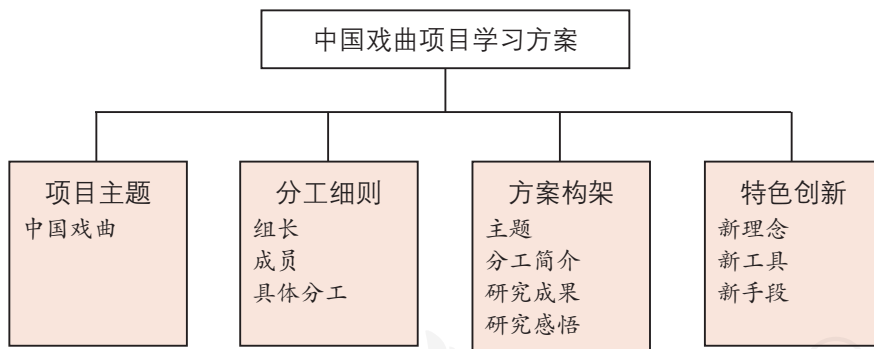 中国戏曲项目学习方案
项目主题
中国戏曲
分工细则
组长
成员
具体分工
方案构架
主题
分工简介
研究成果
研究感悟
特色创新
新理念
新工具
新手段